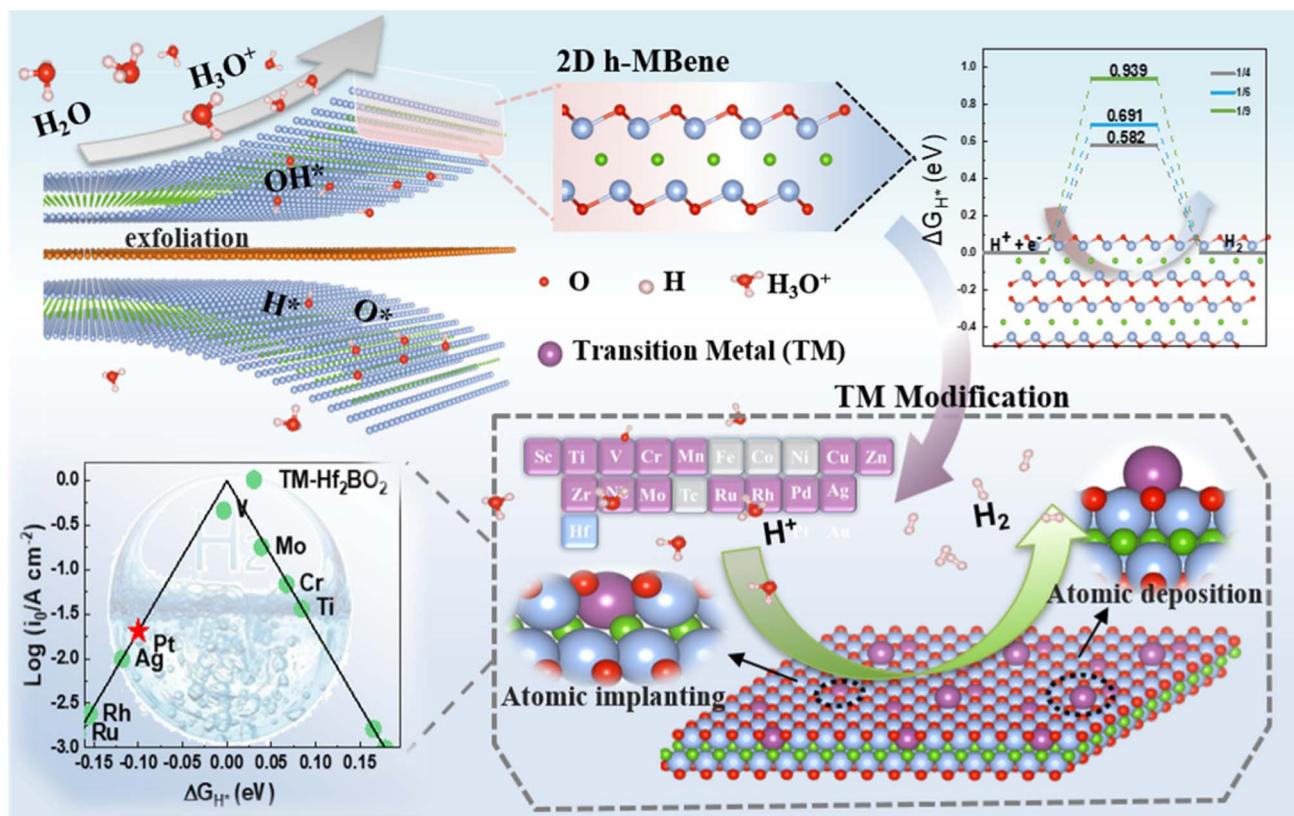 H₂O
H₃O⁺
OH*
exfoliation
H*
O*
2D h-MBene
O
H
H₃O⁺
Transition Metal (TM)
ΔG_H* (eV)
1.0
0.8
0.6
0.4
0.2
0.0
-0.2
-0.4
0.939
0.691
0.582
1/4
1/6
1/9
H⁺ + e⁻
H₂
TM Modification
Sc Ti V Cr Mn Fe Co Ni Cu Zn
Zr Mo Tc Ru Rh Pd Ag
Hf Pt Au
H⁺
H₂
Atomic implanting
Atomic deposition
Log (i₀/A cm⁻²)
0.0
-0.5
-1.0
-1.5
-2.0
-2.5
-3.0
TM-Hf₂BO₂
V
H₂
Mo
Cr
Ti
Pt
Ag
Rh
Ru
-0.15 -0.10 0.00 0.05 0.10 0.15
ΔG_H* (eV)